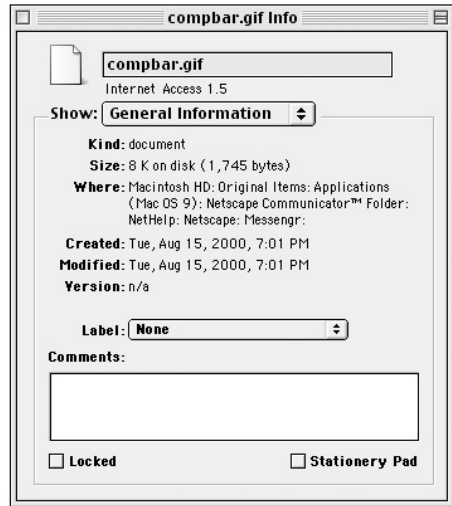 compbar.gif Info
compbar.gif
Internet Access 1.5
Show: General Information
Kind: document
Size: 8 K on disk (1,745 bytes)
Where: Macintosh HD: Original Items: Applications
(Mac OS 9): Netscape Communicator™ Folder:
NetHelp: Netscape: Messengr:
Created: Tue, Aug 15, 2000, 7:01 PM
Modified: Tue, Aug 15, 2000, 7:01 PM
Version: n/a
Label: None
Comments:
Locked
Stationery Pad